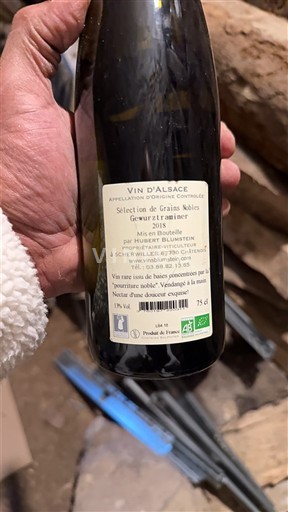 VIN D'ALSACE
APPELLATION D'ORIGINE CONTRÔLÉE
Sélection de Grains Nobles
Gewurztraminer
2018
Mis en Bouteille
par HUBERT BLUMSTEIN
PROPRIÉTAIRE-VITICULTEUR
SCHERWILLER
Vin rare issu de baies concentrées par la
"pourriture noble" Vendangé à la main.
Nectar d'une douceur exquise!
13% Vol.
75 cl
Produit de France
AB